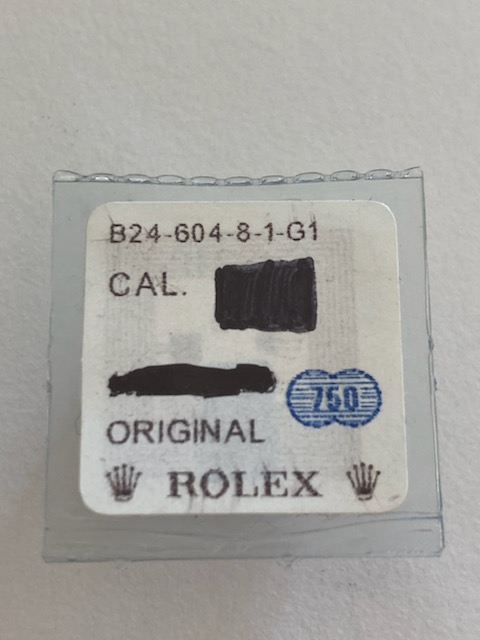 B24-604-8-1-G1
CAL.
750
ORIGINAL
ROLEX